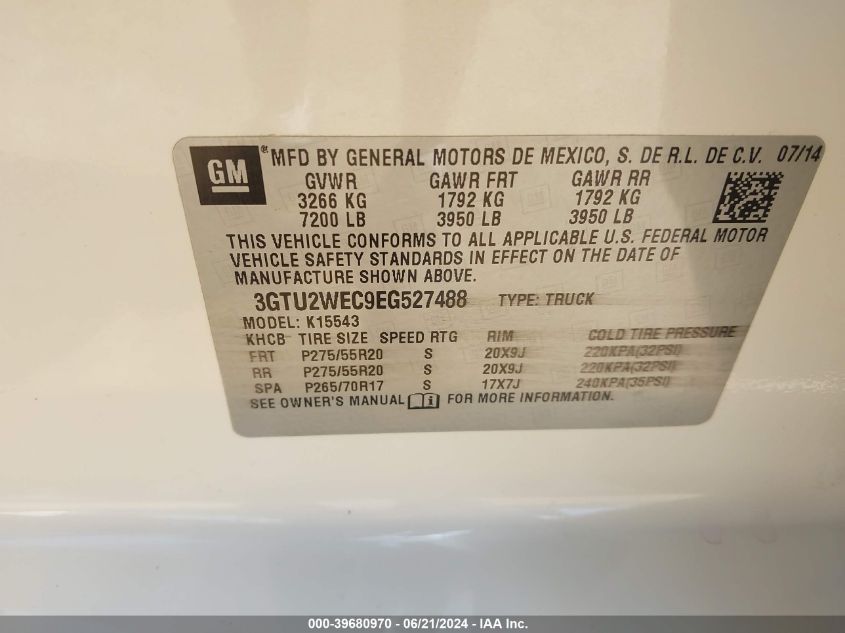 GM ® MFD BY GENERAL MOTORS DE MEXICO, S. DE R.L. DE C.V. 07/14
GVWR GAWR FRT GAWR RR
3266 KG 1792 KG 1792 KG
7200 LB 3950 LB 3950 LB
THIS VEHICLE CONFORMS TO ALL APPLICABLE U.S. FEDERAL MOTOR
VEHICLE SAFETY STANDARDS IN EFFECT ON THE DATE OF
MANUFACTURE SHOWN ABOVE.
3GTU2WEC9EG527488 TYPE: TRUCK
MODEL: K15543
KHCB TIRE SIZE SPEED RTG RIM COLD TIRE PRESSURE
FRT P275/55R20 S 20X9J 220KPA(32PSI)
RR P275/55R20 S 20X9J 220KPA(32PSI)
SPA P265/70R17 S 17X7J 240KPA(35PSI)
SEE OWNER'S MANUAL i FOR MORE INFORMATION.
000-39680970 - 06/21/2024 - IAA Inc.